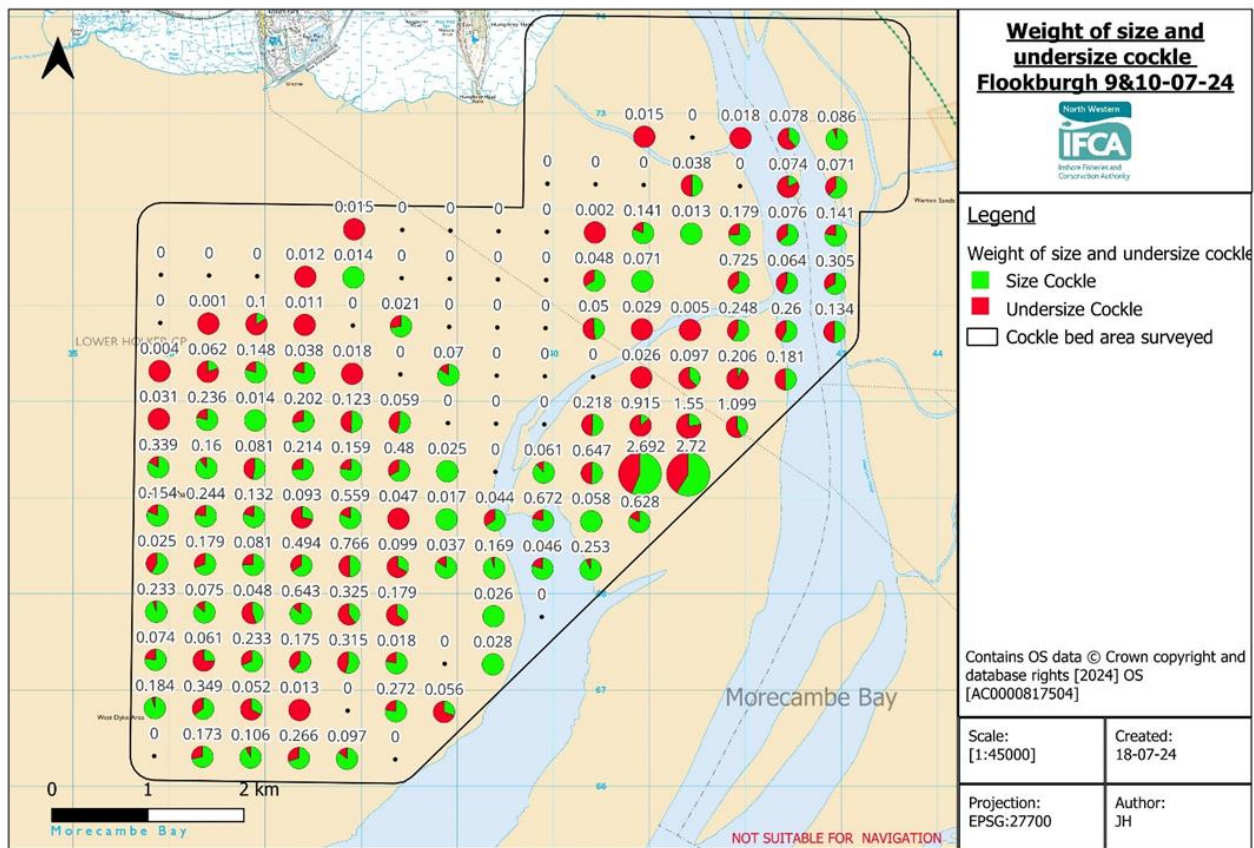 Weight of size and
undersize cockle
Flookburgh 9&10-07-24
North Western
IFCA
Inshore Fisheries and
Conservation Authority
Legend
Weight of size and undersize cockle
Size Cockle
Undersize Cockle
Cockle bed area surveyed
Contains OS data © Crown copyright and
database rights [2024] OS
[AC0000817504]
Scale:
[1:45000]
Created:
18-07-24
Projection:
EPSG:27700
Author:
JH
Humphrey Head
73
0.015 0 0.018 0.078 0.086
0 0 0 0.038 0 0.074 0.071
Warton Sands
0.015 0 0 0 0 0.002 0.141 0.013 0.179 0.076 0.141
0 0 0 0.012 0.014 0 0 0 0 0.048 0.071 0.725 0.064 0.305
0 0.001 0.1 0.011 0 0.021 0 0 0 0.05 0.029 0.005 0.248 0.26 0.134
35 LOWER HOLKER CP 40 44
0.004 0.062 0.148 0.038 0.018 0 0.07 0 0 0 0.026 0.097 0.206 0.181
0.031 0.236 0.014 0.202 0.123 0.059 0 0 0 0.218 0.915 1.55 1.099
0.339 0.16 0.081 0.214 0.159 0.48 0.025 0 0.061 0.647 2.692 2.72
0.154 0.244 0.132 0.093 0.559 0.047 0.017 0.044 0.672 0.058 0.628
0.025 0.179 0.081 0.494 0.766 0.099 0.037 0.169 0.046 0.253
0.233 0.075 0.048 0.643 0.325 0.179 0.026 0
0.074 0.061 0.233 0.175 0.315 0.018 0 0.028
67
0.184 0.349 0.052 0.013 0 0.272 0.056
Morecambe Bay
West Dyke Area
0 0.173 0.106 0.266 0.097 0
66
0 1 2 km
Morecambe Bay
NOT SUITABLE FOR NAVIGATION